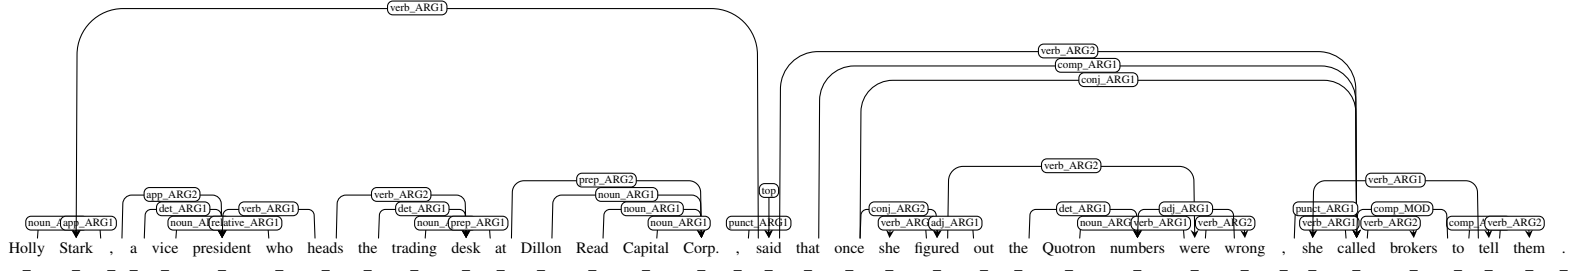 verb_ARG1
verb_ARG2
comp_ARG1
conj_ARG1
verb_ARG2
prep_ARG2 verb_ARG1
app_ARG2 verb_ARG2 noun_ARG1 top
det_ARG1 verb_ARG1 det_ARG1 noun_ARG1 conj_ARG2 det_ARG1 adj_ARG1 punct_ARG1 comp_MOD
app_ARG1 relative_ARG1 prep_ARG1 noun_ARG1 punct_ARG1 adj_ARG1 verb_ARG1 verb_ARG2 verb_ARG1 verb_ARG2 verb_ARG2
Holly Stark , a vice president who heads the trading desk at Dillon Read Capital Corp. , said that once she figured out the Quotron numbers were wrong , she called brokers to tell them .